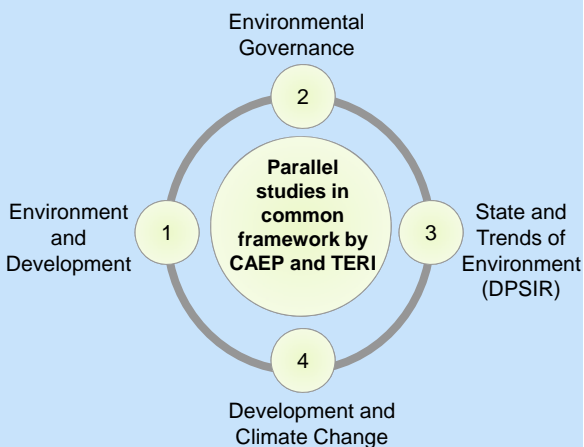 Environmental
Governance
2
Parallel
studies in
common
framework by
CAEP and TERI
Environment
and
Development
1
3
State and
Trends of
Environment
(DPSIR)
4
Development and
Climate Change